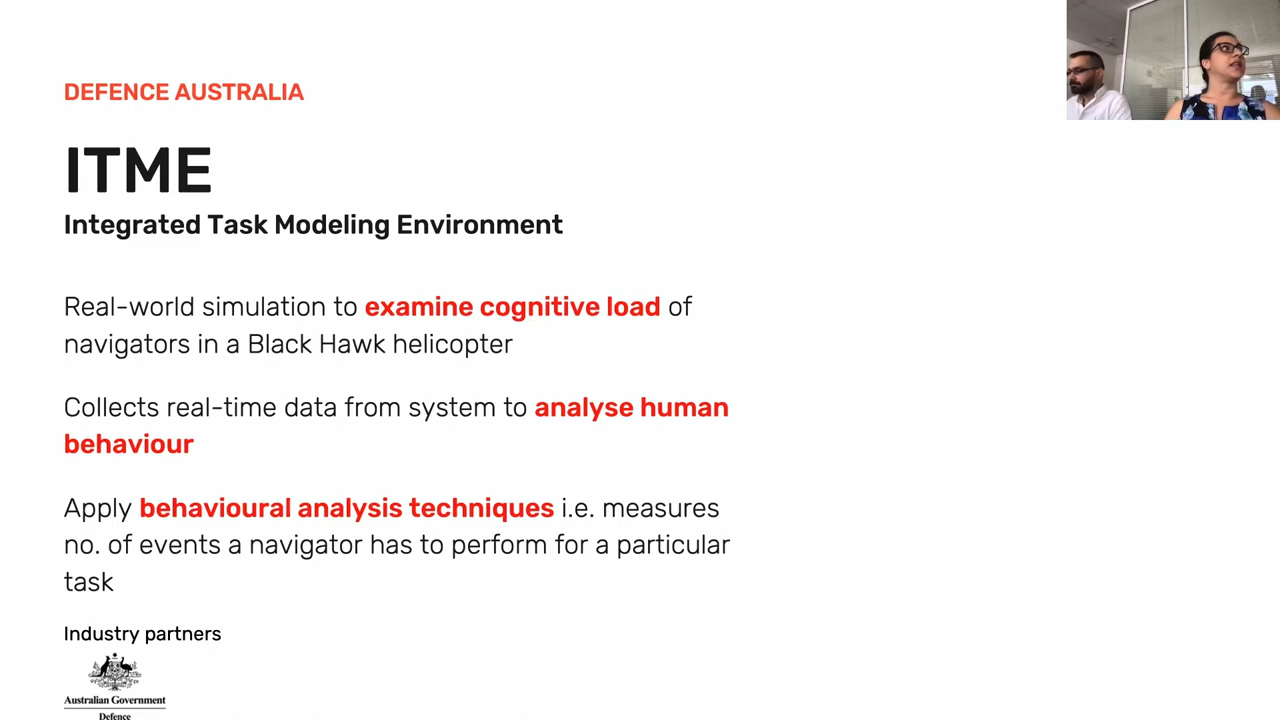 DEFENCE AUSTRALIA
ITME
Integrated Task Modeling Environment
Real-world simulation to examine cognitive load of
navigators in a Black Hawk helicopter
Collects real-time data from system to analyse human
behaviour
Apply behavioural analysis techniques i.e. measures
no. of events a navigator has to perform for a particular
task
Industry partners
Australian Government
Defence